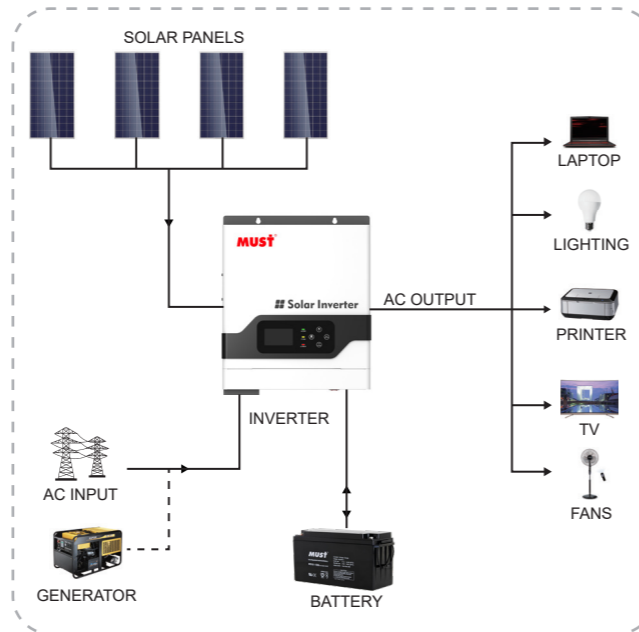 SOLAR PANELS
MUST
Solar Inverter
AC OUTPUT
INVERTER
LAPTOP
LIGHTING
PRINTER
TV
FANS
AC INPUT
GENERATOR
MUST
BATTERY